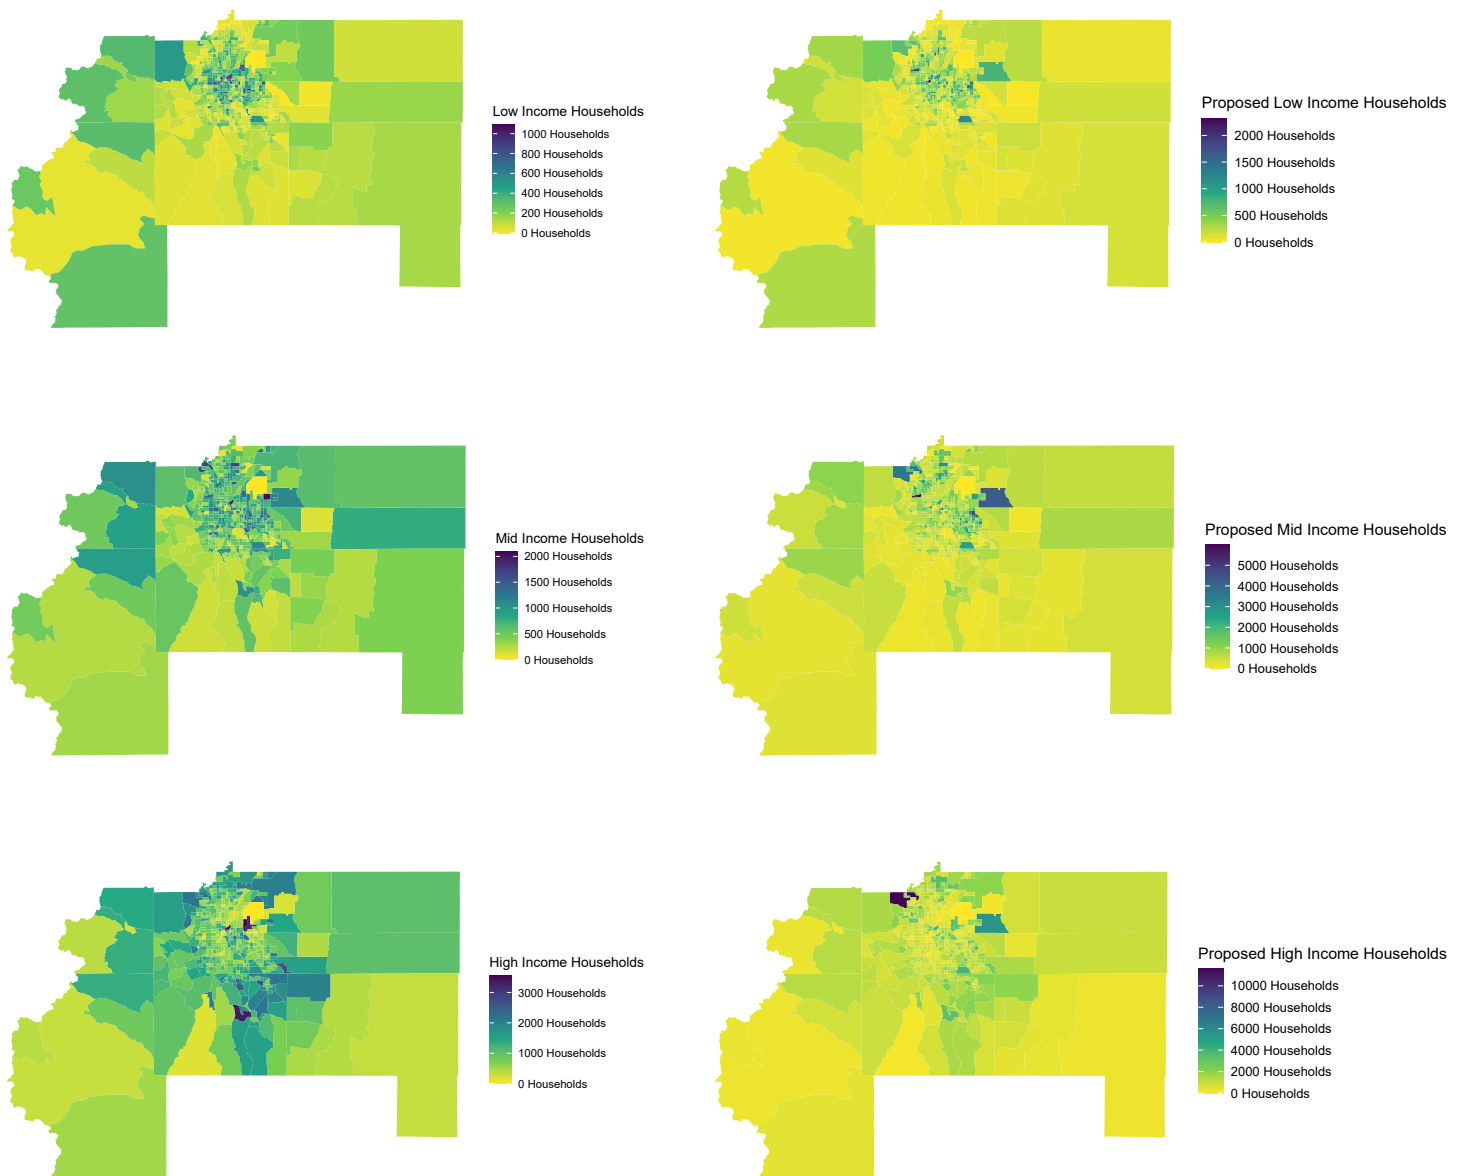 Low Income Households
1000 Households
800 Households
600 Households
400 Households
200 Households
0 Households
Proposed Low Income Households
2000 Households
1500 Households
1000 Households
500 Households
0 Households
Mid Income Households
2000 Households
1500 Households
1000 Households
500 Households
0 Households
Proposed Mid Income Households
5000 Households
4000 Households
3000 Households
2000 Households
1000 Households
0 Households
High Income Households
3000 Households
2000 Households
1000 Households
0 Households
Proposed High Income Households
10000 Households
8000 Households
6000 Households
4000 Households
2000 Households
0 Households